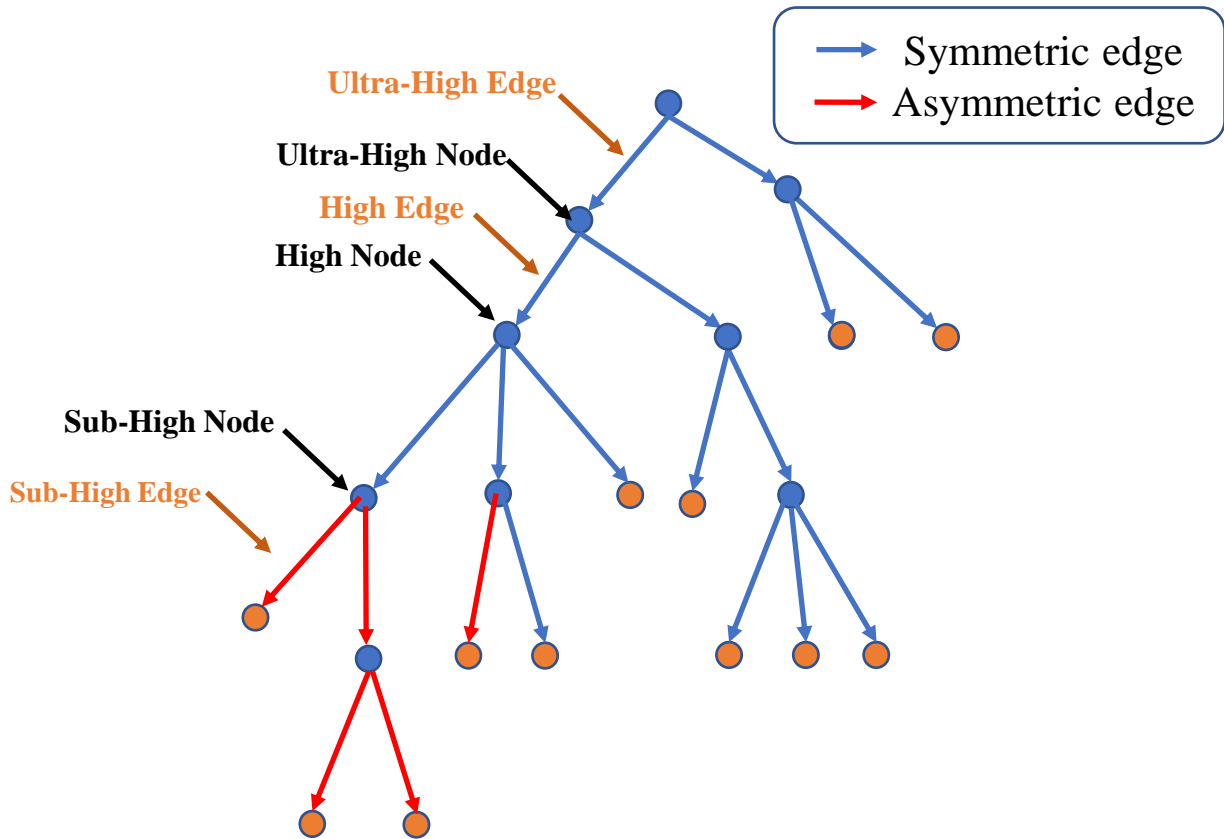 Symmetric edge
Asymmetric edge
Ultra-High Edge
Ultra-High Node
High Edge
High Node
Sub-High Node
Sub-High Edge